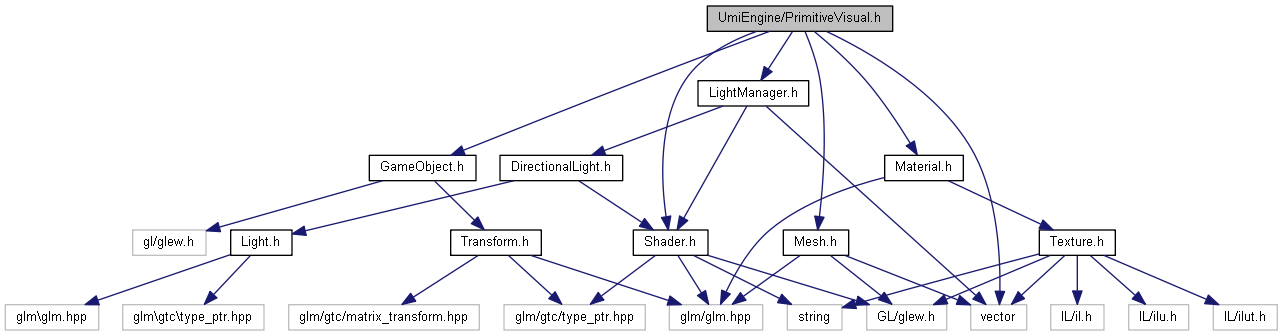 UmiEngine/PrimitiveVisual.h
LightManager.h
GameObject.h
DirectionalLight.h
Material.h
gl/glew.h
Light.h
Transform.h
Shader.h
Mesh.h
Texture.h
glm\glm.hpp
glm\gtc\type_ptr.hpp
glm/gtc/matrix_transform.hpp
glm/gtc/type_ptr.hpp
glm/glm.hpp
string
GL/glew.h
vector
IL/il.h
IL/ilu.h
IL/ilut.h